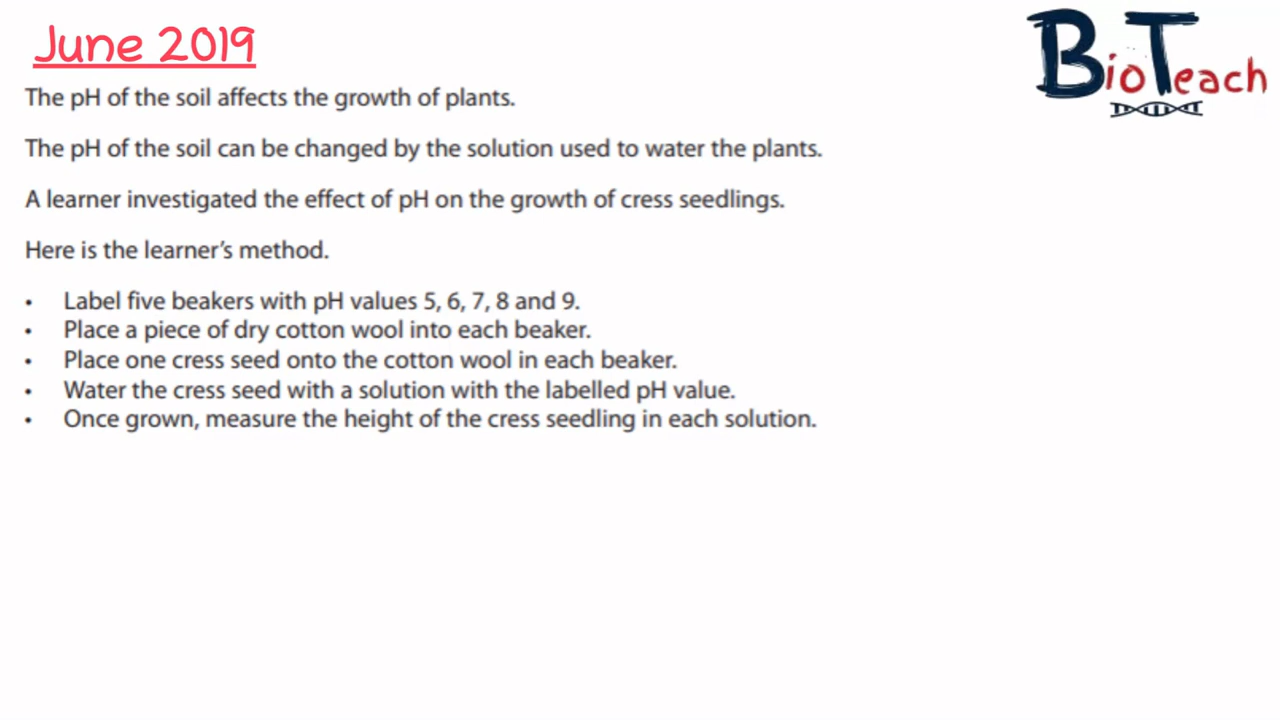 June 2019
BioTeach
The pH of the soil affects the growth of plants.
The pH of the soil can be changed by the solution used to water the plants.
A learner investigated the effect of pH on the growth of cress seedlings.
Here is the learner's method.
• Label five beakers with pH values 5, 6, 7, 8 and 9.
• Place a piece of dry cotton wool into each beaker.
• Place one cress seed onto the cotton wool in each beaker.
• Water the cress seed with a solution with the labelled pH value.
• Once grown, measure the height of the cress seedling in each solution.